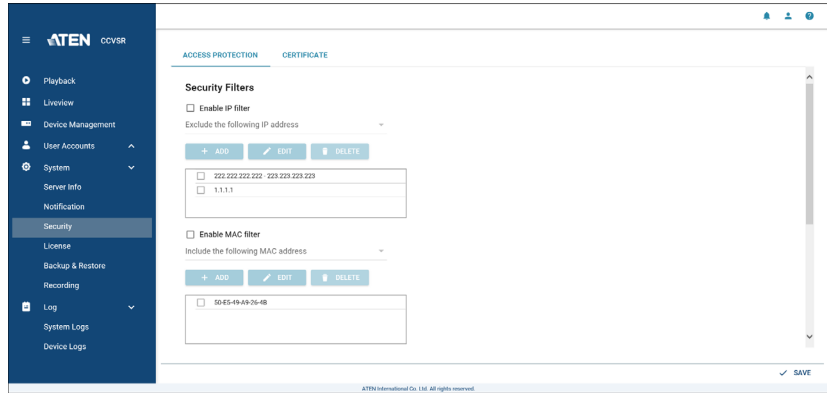 ATEN CCVSR
Playback
Liveview
Device Management
User Accounts
System
Server Info
Notification
Security
License
Backup & Restore
Recording
Log
System Logs
Device Logs
ACCESS PROTECTION CERTIFICATE
Security Filters
Enable IP filter
Exclude the following IP address
+ ADD EDIT DELETE
222.222.222.222 - 223.223.223.223
1.1.1.1
Enable MAC filter
Include the following MAC address
+ ADD EDIT DELETE
50-E5-49-A9-26-4B
SAVE
ATEN International Co. Ltd. All rights reserved.